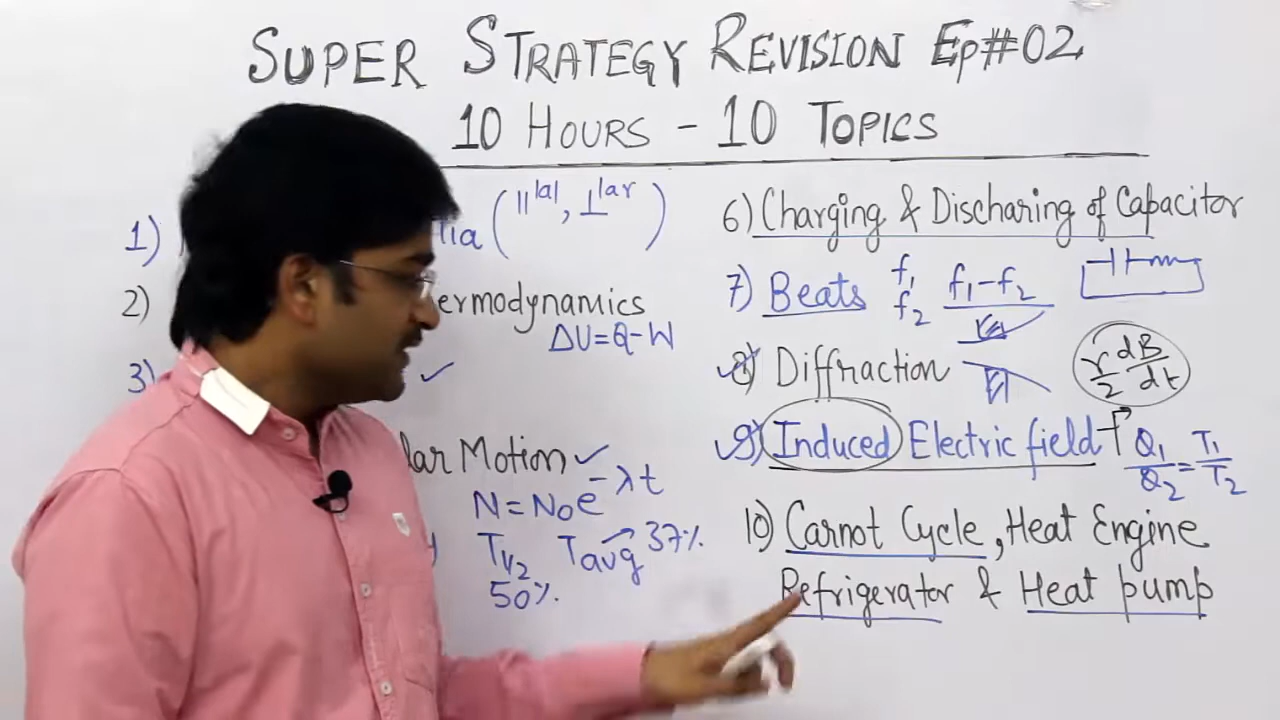 SUPER STRATEGY REVISION Ep#02
10 HOURS - 10 TOPICS
1) tia (||lal, ⊥lar)
2) ermodynamics
ΔU=Q-W
3) ✓
lar Motion ✓
N=N₀e^-λt
T1/2 Tavg → 37%
50%
6) Charging & Discharing of Capacitor
7) Beats f₁ f₂ f₁-f₂
8) Diffraction
r/2 dB/dt
9) Induced Electric field
Q₁/Q₂=T₁/T₂
10) Carnot Cycle, Heat Engine
Refrigerator & Heat pump